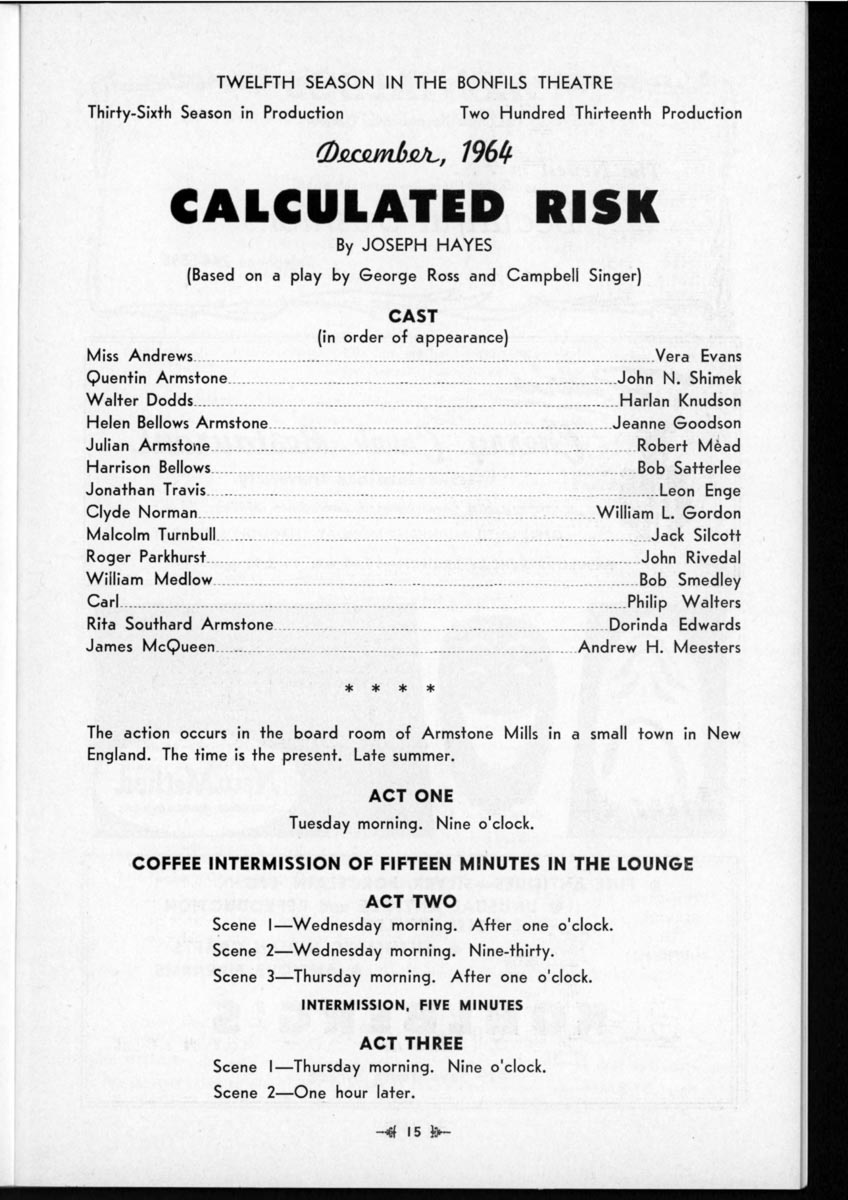 TWELFTH SEASON IN THE BONFILS THEATRE
Thirty-Sixth Season in Production Two Hundred Thirteenth Production
December, 1964
CALCULATED RISK
By JOSEPH HAYES
(Based on a play by George Ross and Campbell Singer)
CAST
(in order of appearance)
Miss Andrews Vera Evans
Quentin Armstone John N. Shimek
Walter Dodds Harlan Knudson
Helen Bellows Armstone Jeanne Goodson
Julian Armstone Robert Mead
Harrison Bellows Bob Satterlee
Jonathan Travis Leon Enge
Clyde Norman William L. Gordon
Malcolm Turnbull Jack Silcott
Roger Parkhurst John Rivedal
William Medlow Bob Smedley
Carl Philip Walters
Rita Southard Armstone Dorinda Edwards
James McQueen Andrew H. Meesters
* * * *
The action occurs in the board room of Armstone Mills in a small town in New
England. The time is the present. Late summer.
ACT ONE
Tuesday morning. Nine o'clock.
COFFEE INTERMISSION OF FIFTEEN MINUTES IN THE LOUNGE
ACT TWO
Scene 1—Wednesday morning. After one o'clock.
Scene 2—Wednesday morning. Nine-thirty.
Scene 3—Thursday morning. After one o'clock.
INTERMISSION, FIVE MINUTES
ACT THREE
Scene 1—Thursday morning. Nine o'clock.
Scene 2—One hour later.
15